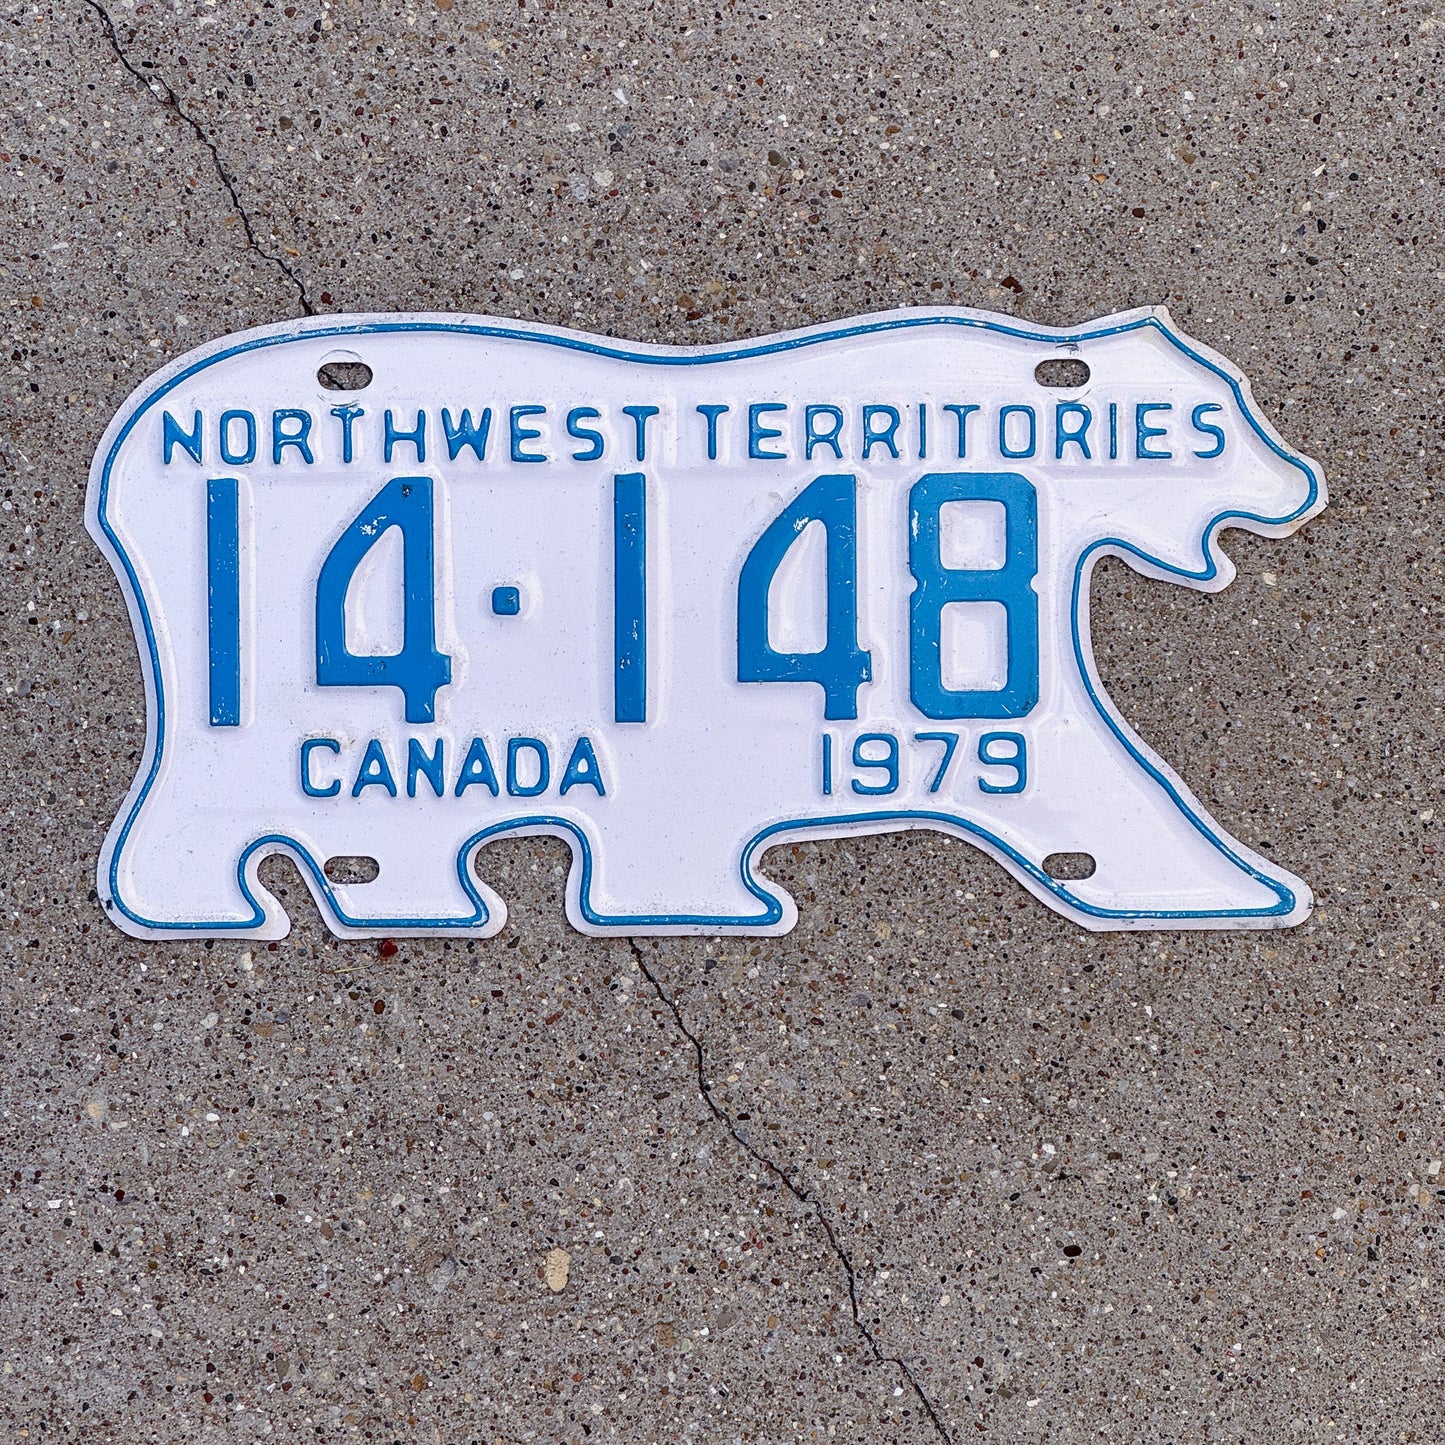 NORTHWEST TERRITORIES
14·148
CANADA 1979